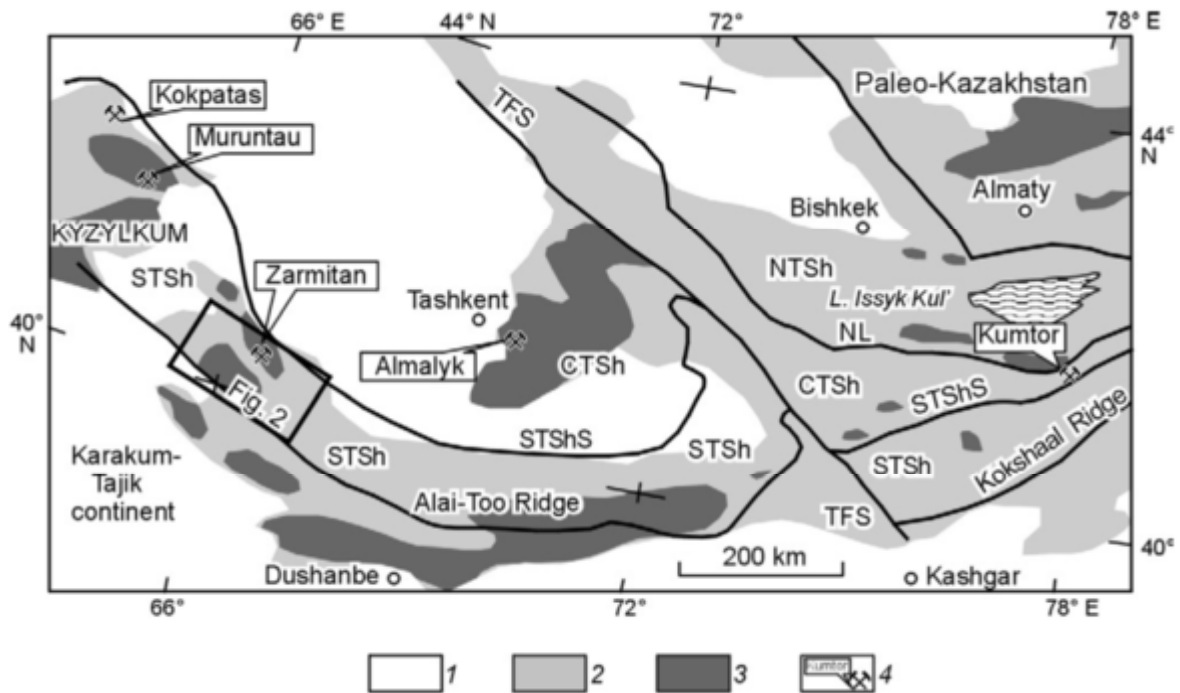 66° E
44° N
72°
78° E
Kokpatas
TFS
Paleo-Kazakhstan
44°
N
Muruntau
Almaty
Bishkek
KYZYLKUM
STSh
Zarmitan
NTSh
L. Issyk Kul'
Tashkent
40°
N
NL
Kumtor
Almalyk
CTSh
CTSh
STShS
Fig. 2
Kokshaal Ridge
STShS
STSh
STSh
STSh
Karakum-
Tajik
continent
Alai-Too Ridge
TFS
200 km
40°
Dushanbe
Kashgar
66°
72°
78° E
1
2
3
Kumtor
4